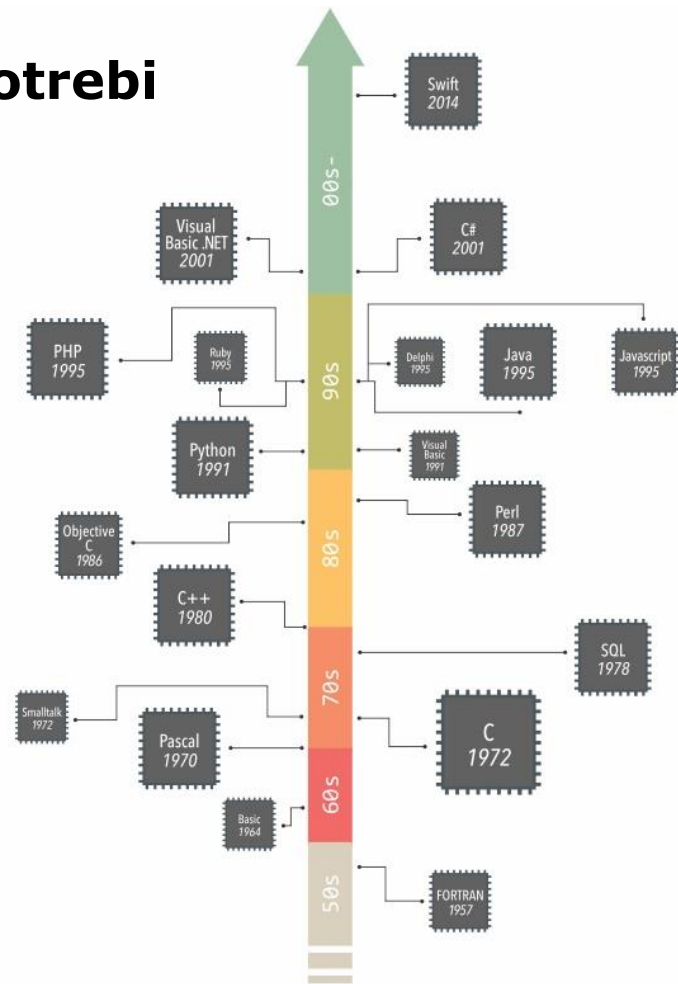 otrebi
Swift
2014
00s-
Visual
Basic .NET
2001
C#
2001
PHP
1995
Ruby
1995
90s
Delphi
1995
Java
1995
Javascript
1995
Python
1991
Visual
Basic
1991
Objective
C
1986
80s
Perl
1987
C++
1980
SQL
1978
70s
Smalltalk
1972
Pascal
1970
C
1972
60s
Basic
1964
50s
FORTRAN
1957